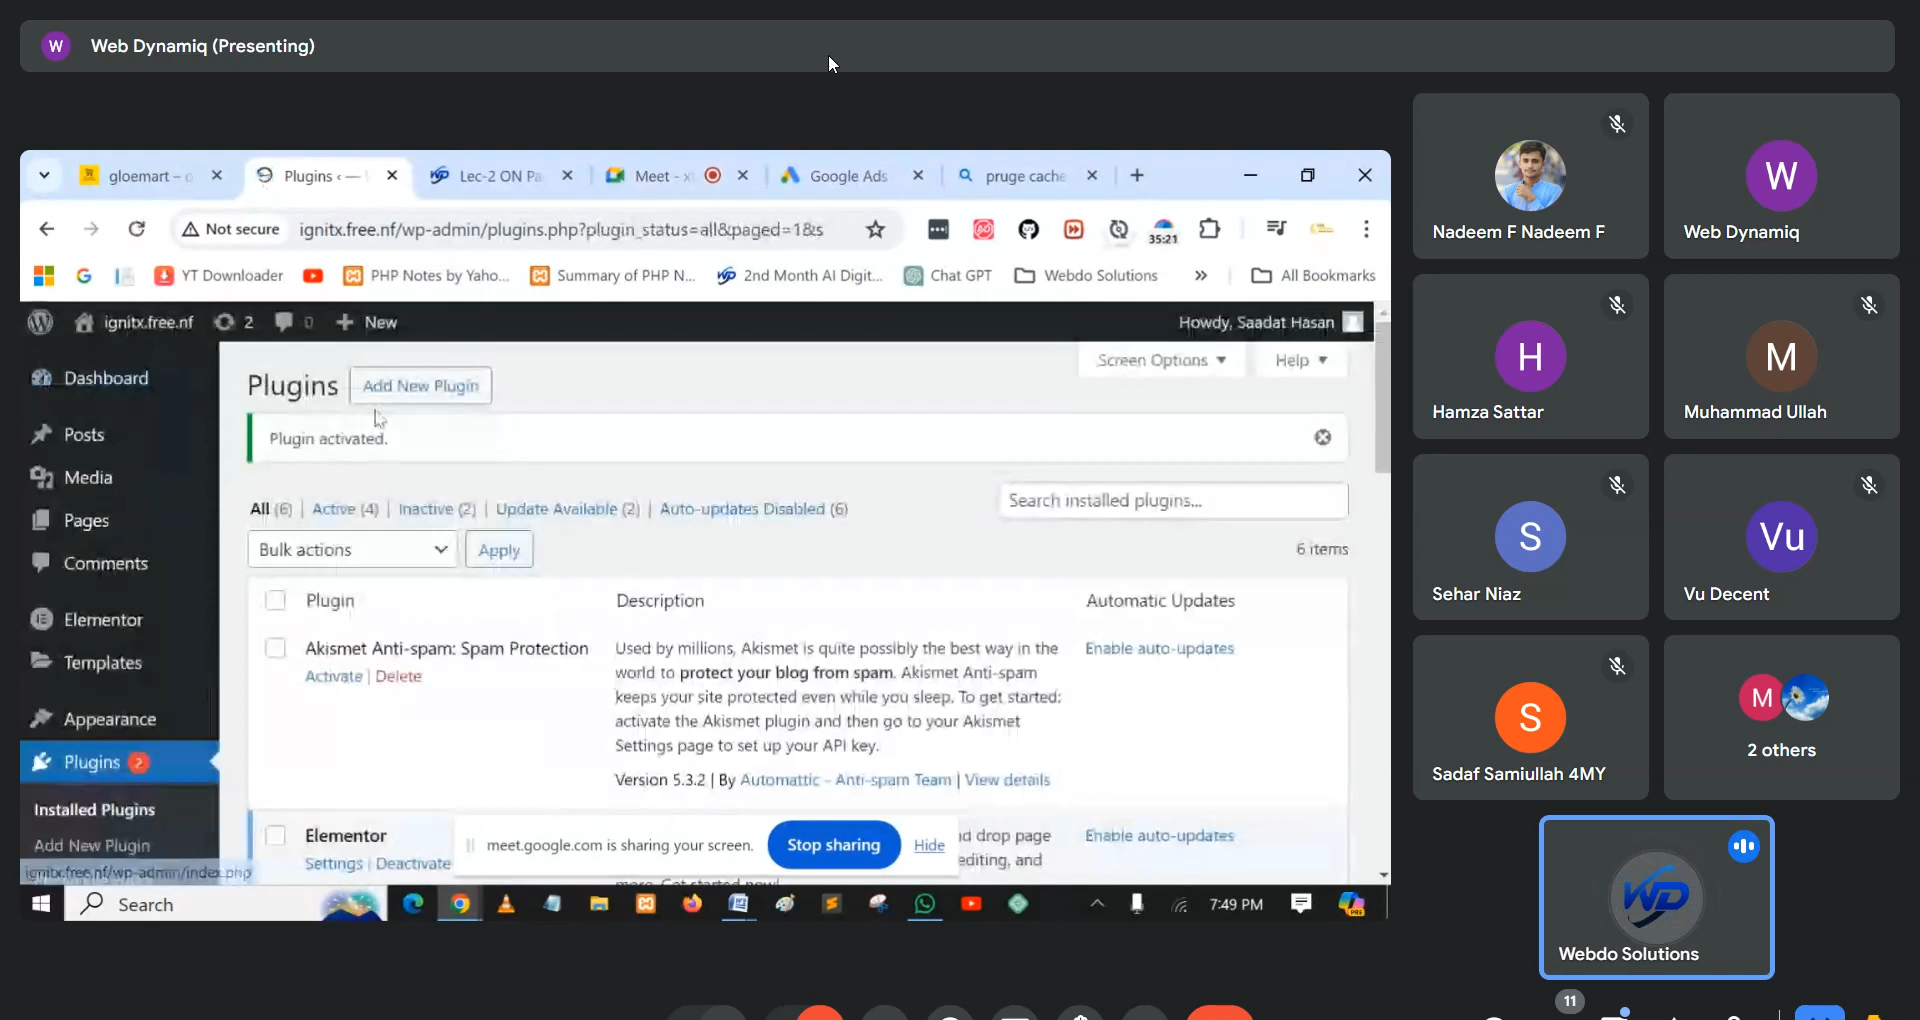 W Web Dynamiq (Presenting)
gloemart – Plugins ‹ — Lec-2 ON Pa Meet - x Google Ads pruge cache
Not secure ignitx.free.nf/wp-admin/plugins.php?plugin_status=all&paged=1&s 35:21
YT Downloader PHP Notes by Yaho... Summary of PHP N... 2nd Month AI Digit... Chat GPT Webdo Solutions » All Bookmarks
ignitx.free.nf 2 0 + New Howdy, Saadat Hasan
Screen Options ▼ Help ▼
Dashboard
Posts
Media
Pages
Comments
Elementor
Templates
Appearance
Plugins 2
Installed Plugins
Add New Plugin
ignitx.free.nf/wp-admin/index.php
Plugins Add New Plugin
Plugin activated.
All (6) | Active (4) | Inactive (2) | Update Available (2) | Auto-updates Disabled (6)
Search installed plugins...
Bulk actions Apply 6 items
Plugin Description Automatic Updates
Akismet Anti-spam: Spam Protection
Activate | Delete
Used by millions, Akismet is quite possibly the best way in the
world to protect your blog from spam. Akismet Anti-spam
keeps your site protected even while you sleep. To get started:
activate the Akismet plugin and then go to your Akismet
Settings page to set up your API key.
Version 5.3.2 | By Automattic - Anti-spam Team | View details
Enable auto-updates
Elementor
Settings | Deactivate
drop page
editing, and
Enable auto-updates
meet.google.com is sharing your screen. Stop sharing Hide
Search 7:49 PM
Nadeem F Nadeem F
W
Web Dynamiq
H
Hamza Sattar
M
Muhammad Ullah
S
Sehar Niaz
Vu
Vu Decent
S
Sadaf Samiullah 4MY
M
2 others
WD
Webdo Solutions
11